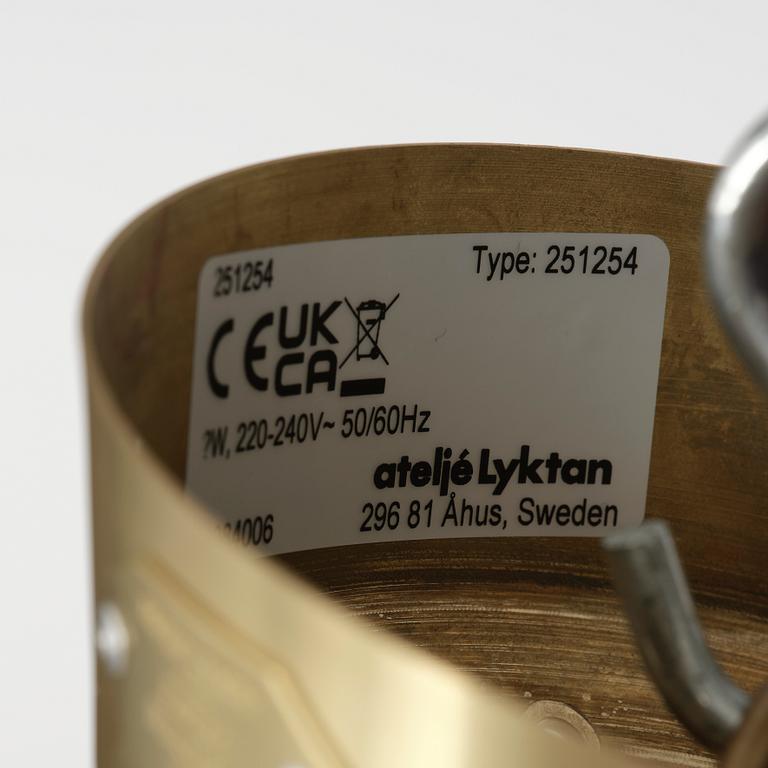 251254
Type: 251254
CE UK
CA
?W, 220-240V~ 50/60Hz
ateljé Lyktan
296 81 Åhus, Sweden